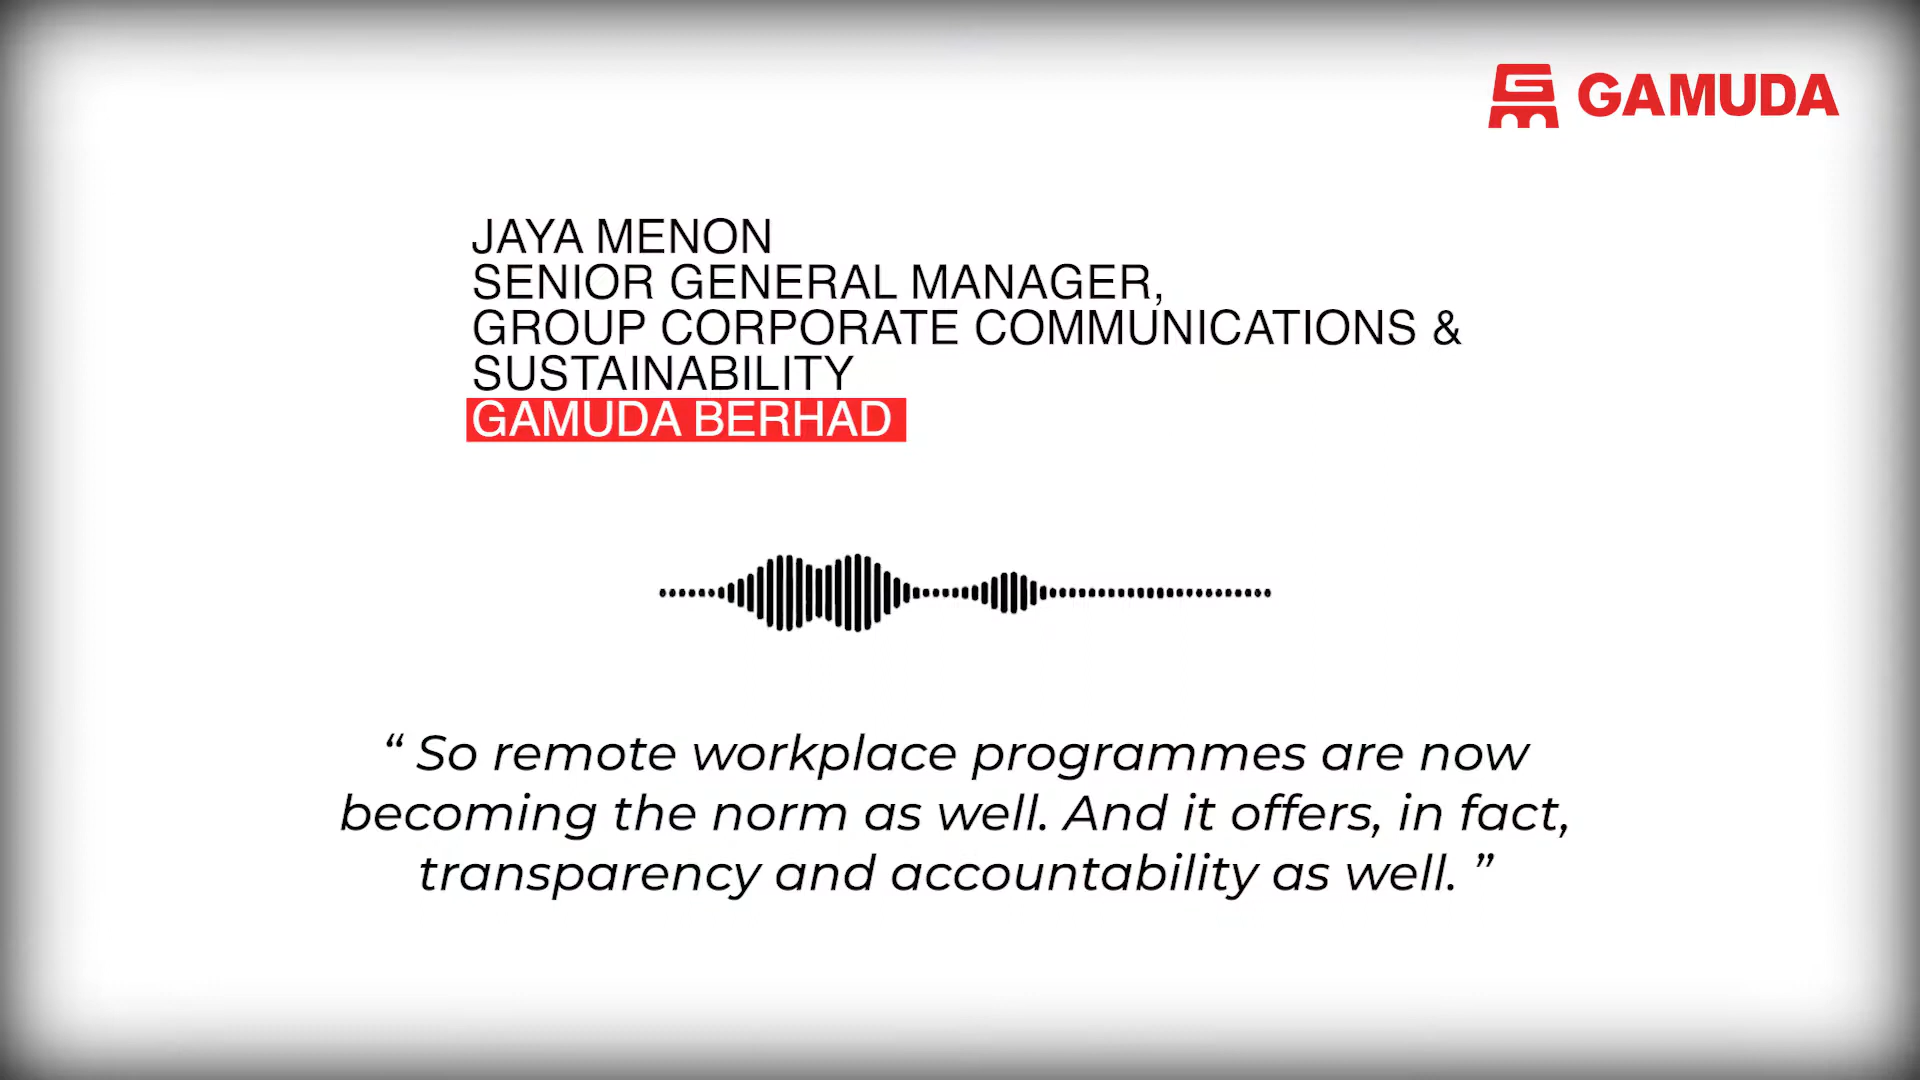 GAMUDA
JAYA MENON
SENIOR GENERAL MANAGER,
GROUP CORPORATE COMMUNICATIONS &
SUSTAINABILITY
GAMUDA BERHAD
“ So remote workplace programmes are now
becoming the norm as well. And it offers, in fact,
transparency and accountability as well. ”